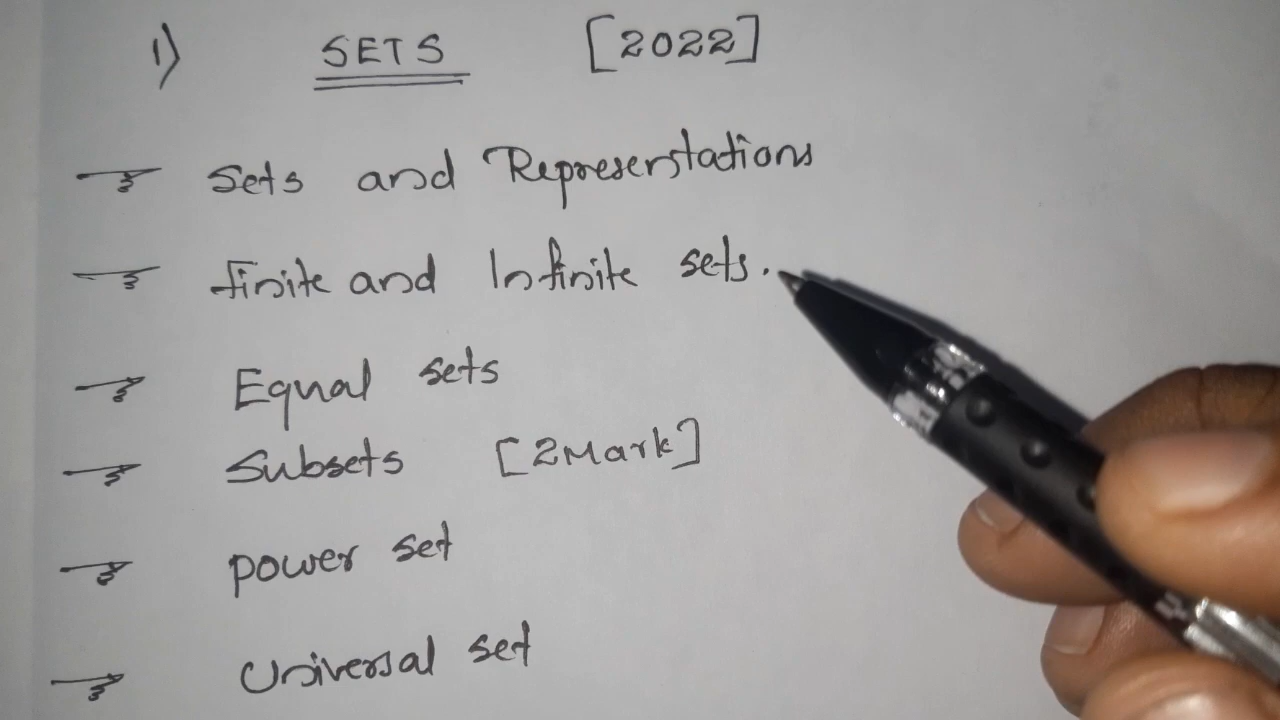 1) SETS [2022]
Sets and Represerstations
finite and Infinite sets.
Equal sets
Subsets [2Mark]
power set
Universal set